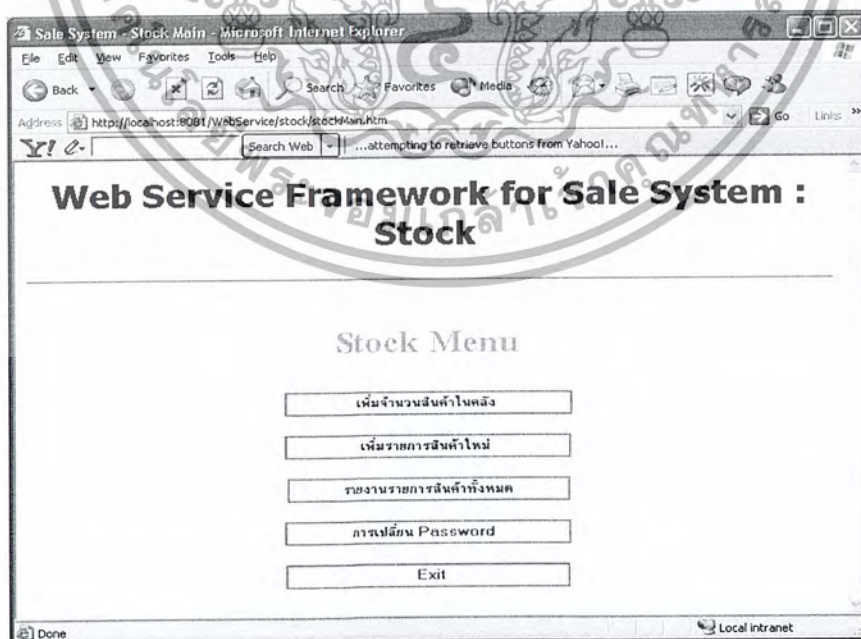 Sale System - Stock Main - Microsoft Internet Explorer
File Edit View Favorites Tools Help
Back Search Favorites Media
Address http://localhost:8081/WebService/stock/stockMain.htm Go Links »
Y! Search Web ...attempting to retrieve buttons from Yahoo!...
Web Service Framework for Sale System :
Stock
Stock Menu
เพิ่มจำนวนสินค้าในคลัง
เพิ่มรายการสินค้าใหม่
รายงานรายการสินค้าทั้งหมด
การเปลี่ยน Password
Exit
Done Local intranet